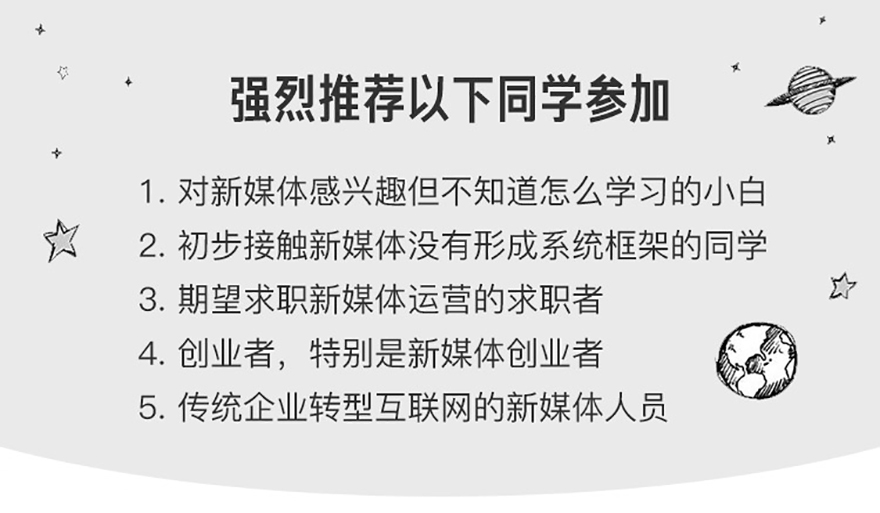 强烈推荐以下同学参加
1. 对新媒体感兴趣但不知道怎么学习的小白
2. 初步接触新媒体没有形成系统框架的同学
3. 期望求职新媒体运营的求职者
4. 创业者，特别是新媒体创业者
5. 传统企业转型互联网的新媒体人员